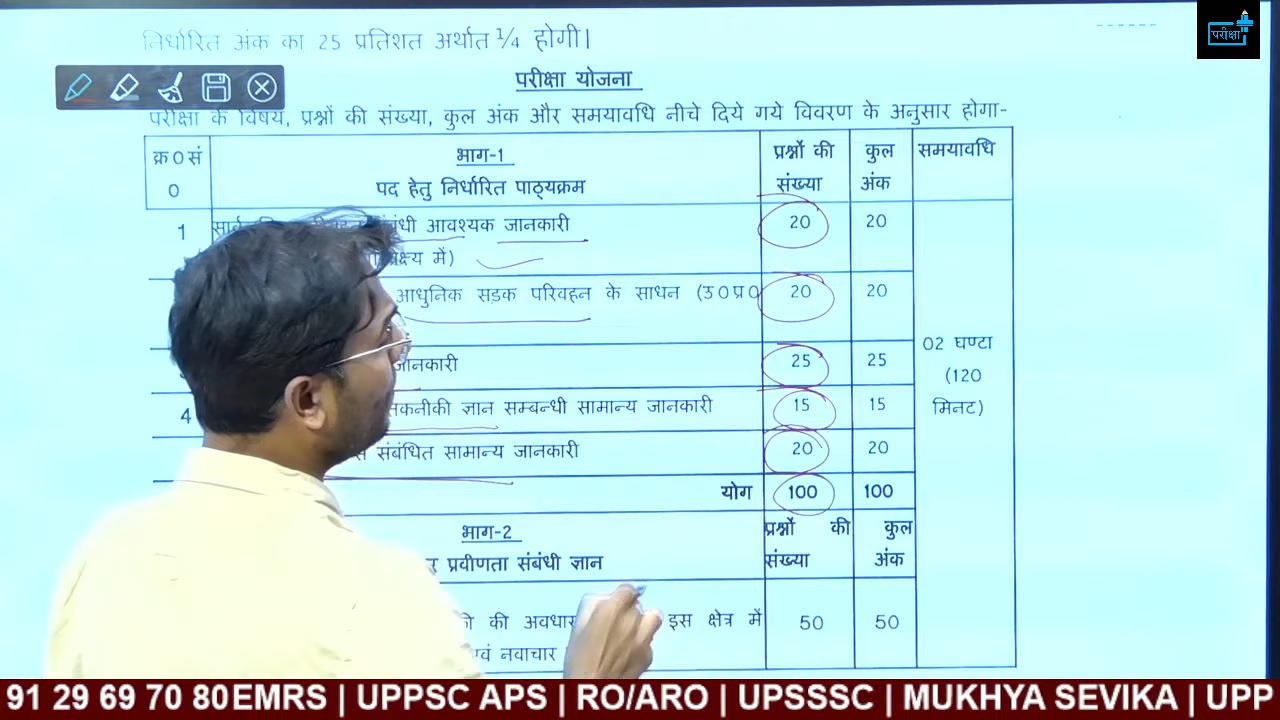 निर्धारित अंक का 25 प्रतिशत अर्थात ¼ होगी।
परीक्षा
परीक्षा योजना
परीक्षा के विषय, प्रश्नों की संख्या, कुल अंक और समयावधि नीचे दिये गये विवरण के अनुसार होगा-
क्र0सं0 भाग-1 पद हेतु निर्धारित पाठ्यक्रम प्रश्नों की संख्या कुल अंक समयावधि
1 आवश्यक जानकारी 20 20
में)
आधुनिक सड़क परिवहन के साधन (उ0प्र0 20 20
02 घण्टा
(120
मिनट)
जानकारी 25 25
4 तकनीकी ज्ञान सम्बन्धी सामान्य जानकारी 15 15
संबंधित सामान्य जानकारी 20 20
योग 100 100
भाग-2 प्रश्नों की संख्या कुल अंक
प्रवीणता संबंधी ज्ञान
की इस क्षेत्र में 50 50
एवं नवाचार
91 29 69 70 80EMRS | UPPSC APS | RO/ARO | UPSSSC | MUKHYA SEVIKA | UPP